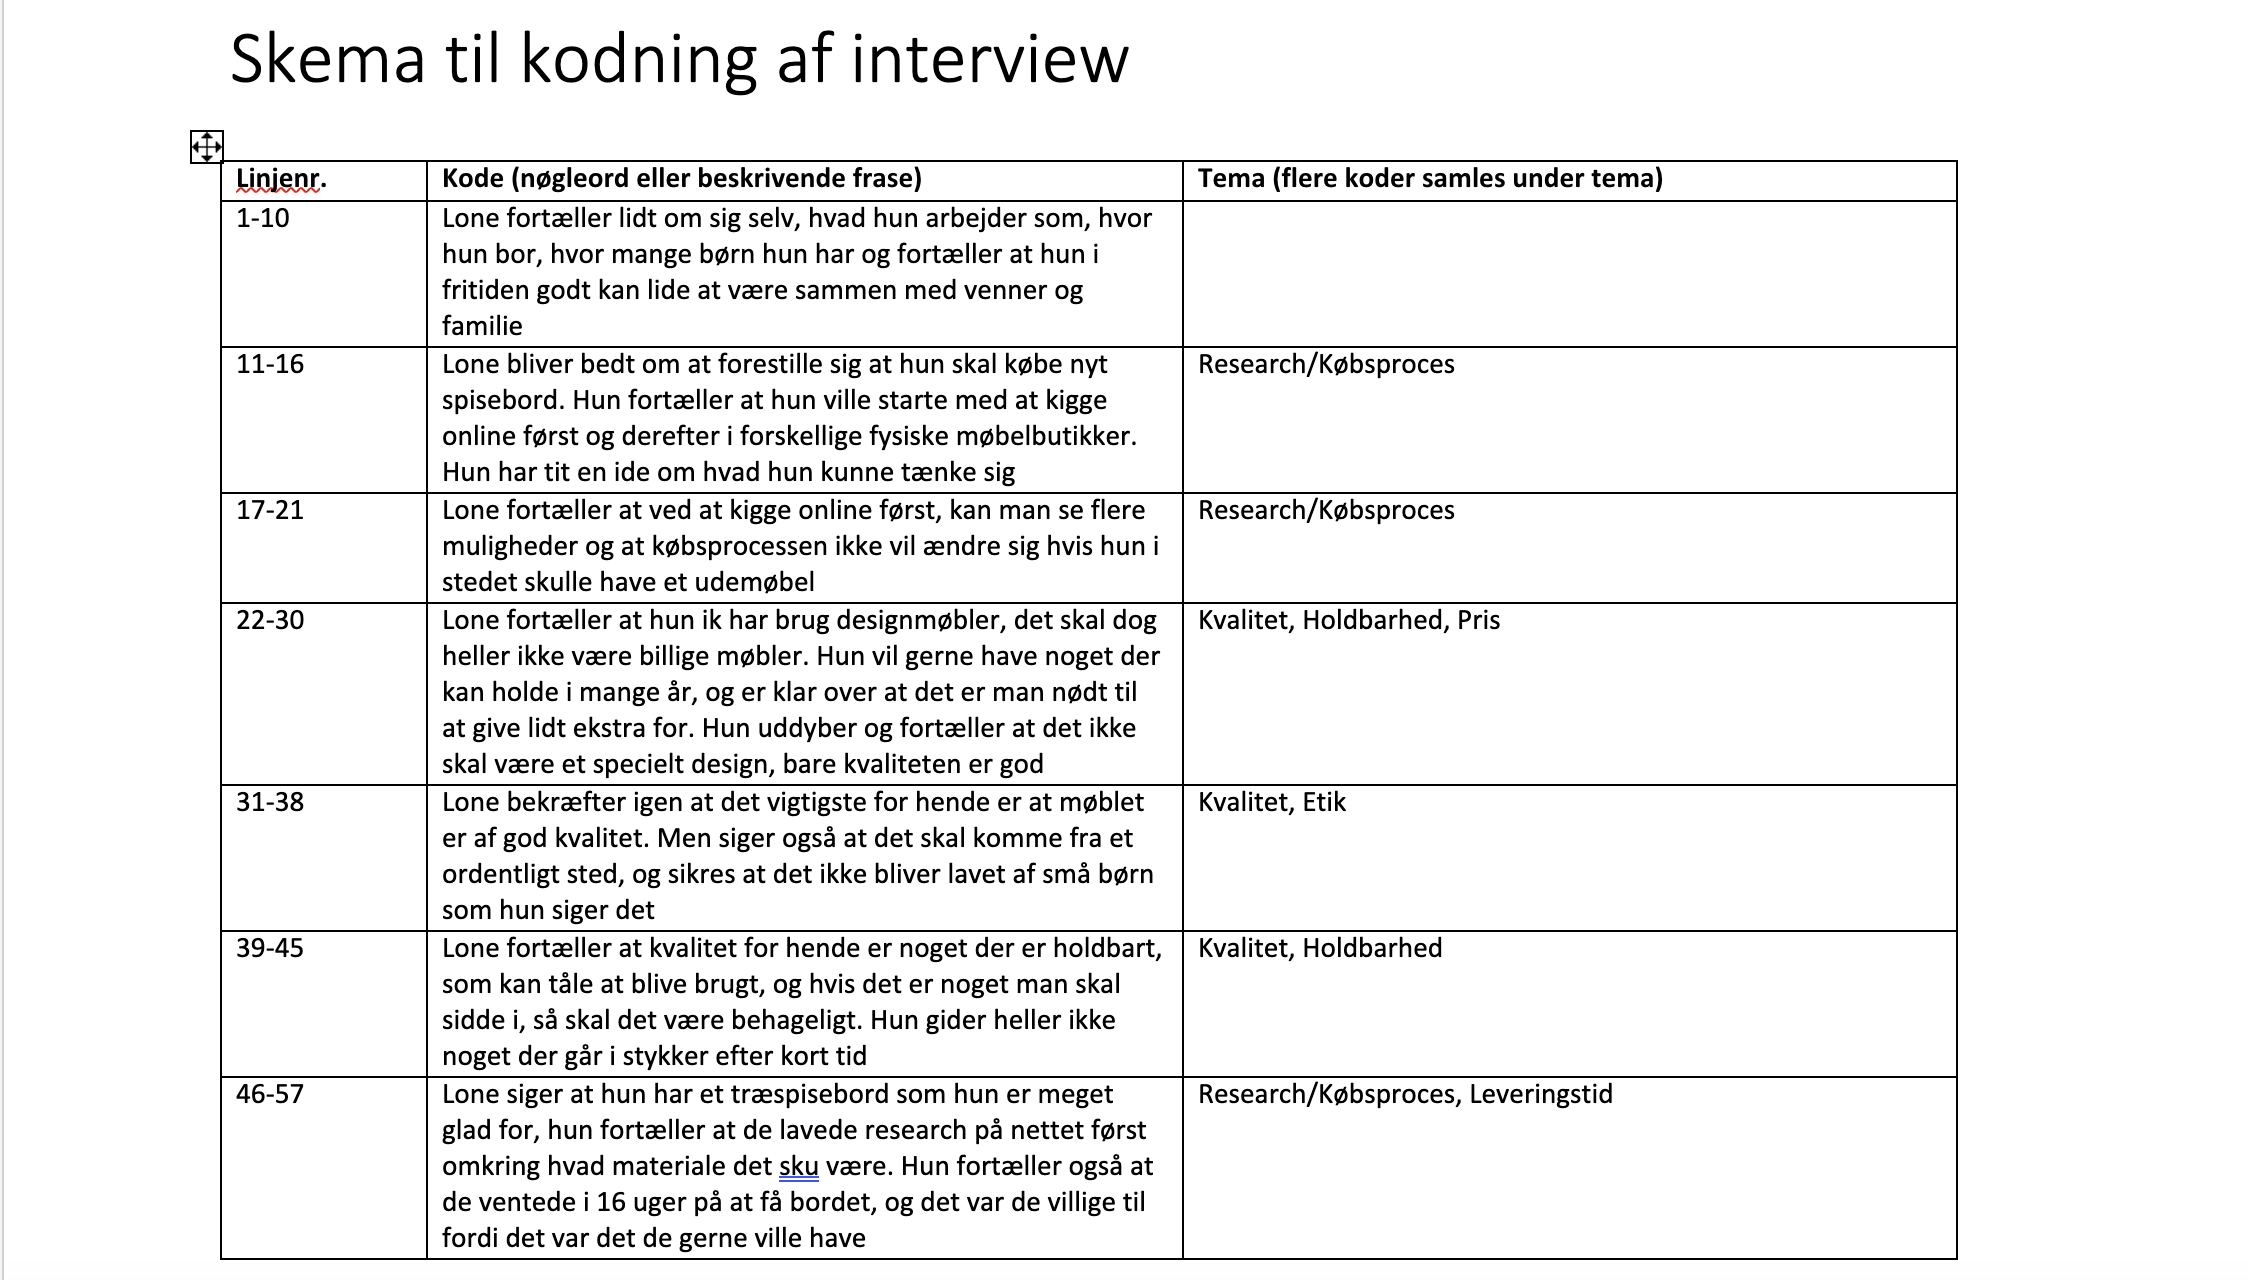 Skema til kodning af interview
Linjenr.
Kode (nøgleord eller beskrivende frase)
Tema (flere koder samles under tema)
1-10
Lone fortæller lidt om sig selv, hvad hun arbejder som, hvor
hun bor, hvor mange børn hun har og fortæller at hun i
fritiden godt kan lide at være sammen med venner og
familie
11-16
Lone bliver bedt om at forestille sig at hun skal købe nyt
spisebord. Hun fortæller at hun ville starte med at kigge
online først og derefter i forskellige fysiske møbelbutikker.
Hun har tit en ide om hvad hun kunne tænke sig
Research/Købsproces
17-21
Lone fortæller at ved at kigge online først, kan man se flere
muligheder og at købsprocessen ikke vil ændre sig hvis hun i
stedet skulle have et udemøbel
Research/Købsproces
22-30
Lone fortæller at hun ik har brug designmøbler, det skal dog
heller ikke være billige møbler. Hun vil gerne have noget der
kan holde i mange år, og er klar over at det er man nødt til
at give lidt ekstra for. Hun uddyber og fortæller at det ikke
skal være et specielt design, bare kvaliteten er god
Kvalitet, Holdbarhed, Pris
31-38
Lone bekræfter igen at det vigtigste for hende er at møblet
er af god kvalitet. Men siger også at det skal komme fra et
ordentligt sted, og sikres at det ikke bliver lavet af små børn
som hun siger det
Kvalitet, Etik
39-45
Lone fortæller at kvalitet for hende er noget der er holdbart,
som kan tåle at blive brugt, og hvis det er noget man skal
sidde i, så skal det være behageligt. Hun gider heller ikke
noget der går i stykker efter kort tid
Kvalitet, Holdbarhed
46-57
Lone siger at hun har et træspisebord som hun er meget
glad for, hun fortæller at de lavede research på nettet først
omkring hvad materiale det sku være. Hun fortæller også at
de ventede i 16 uger på at få bordet, og det var de villige til
fordi det var det de gerne ville have
Research/Købsproces, Leveringstid